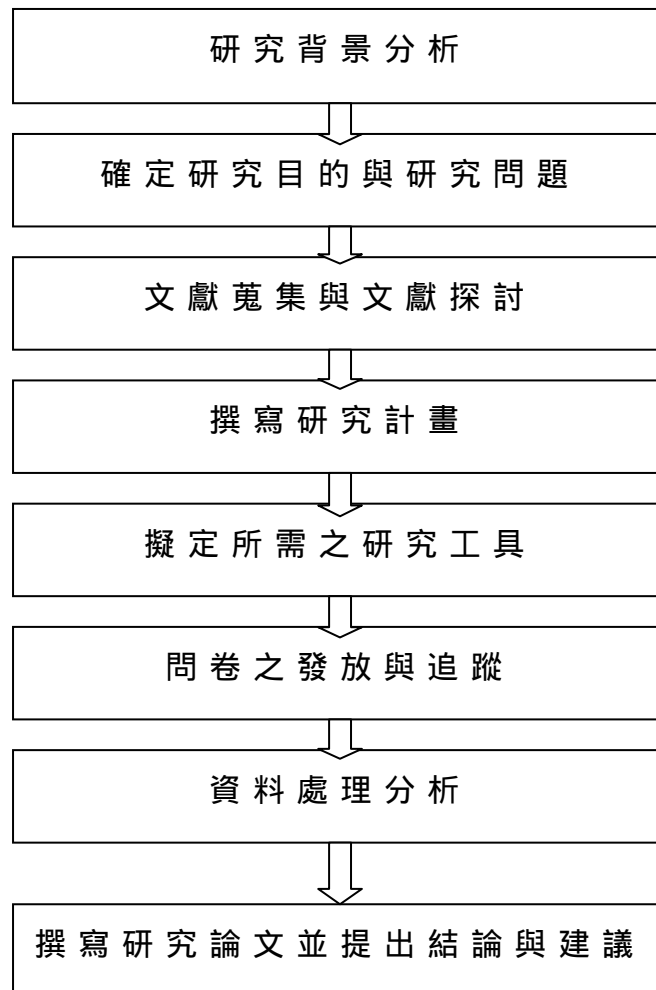 研究背景分析
確定研究目的與研究問題
文獻蒐集與文獻探討
撰寫研究計畫
擬定所需之研究工具
問卷之發放與追蹤
資料處理分析
撰寫研究論文並提出結論與建議